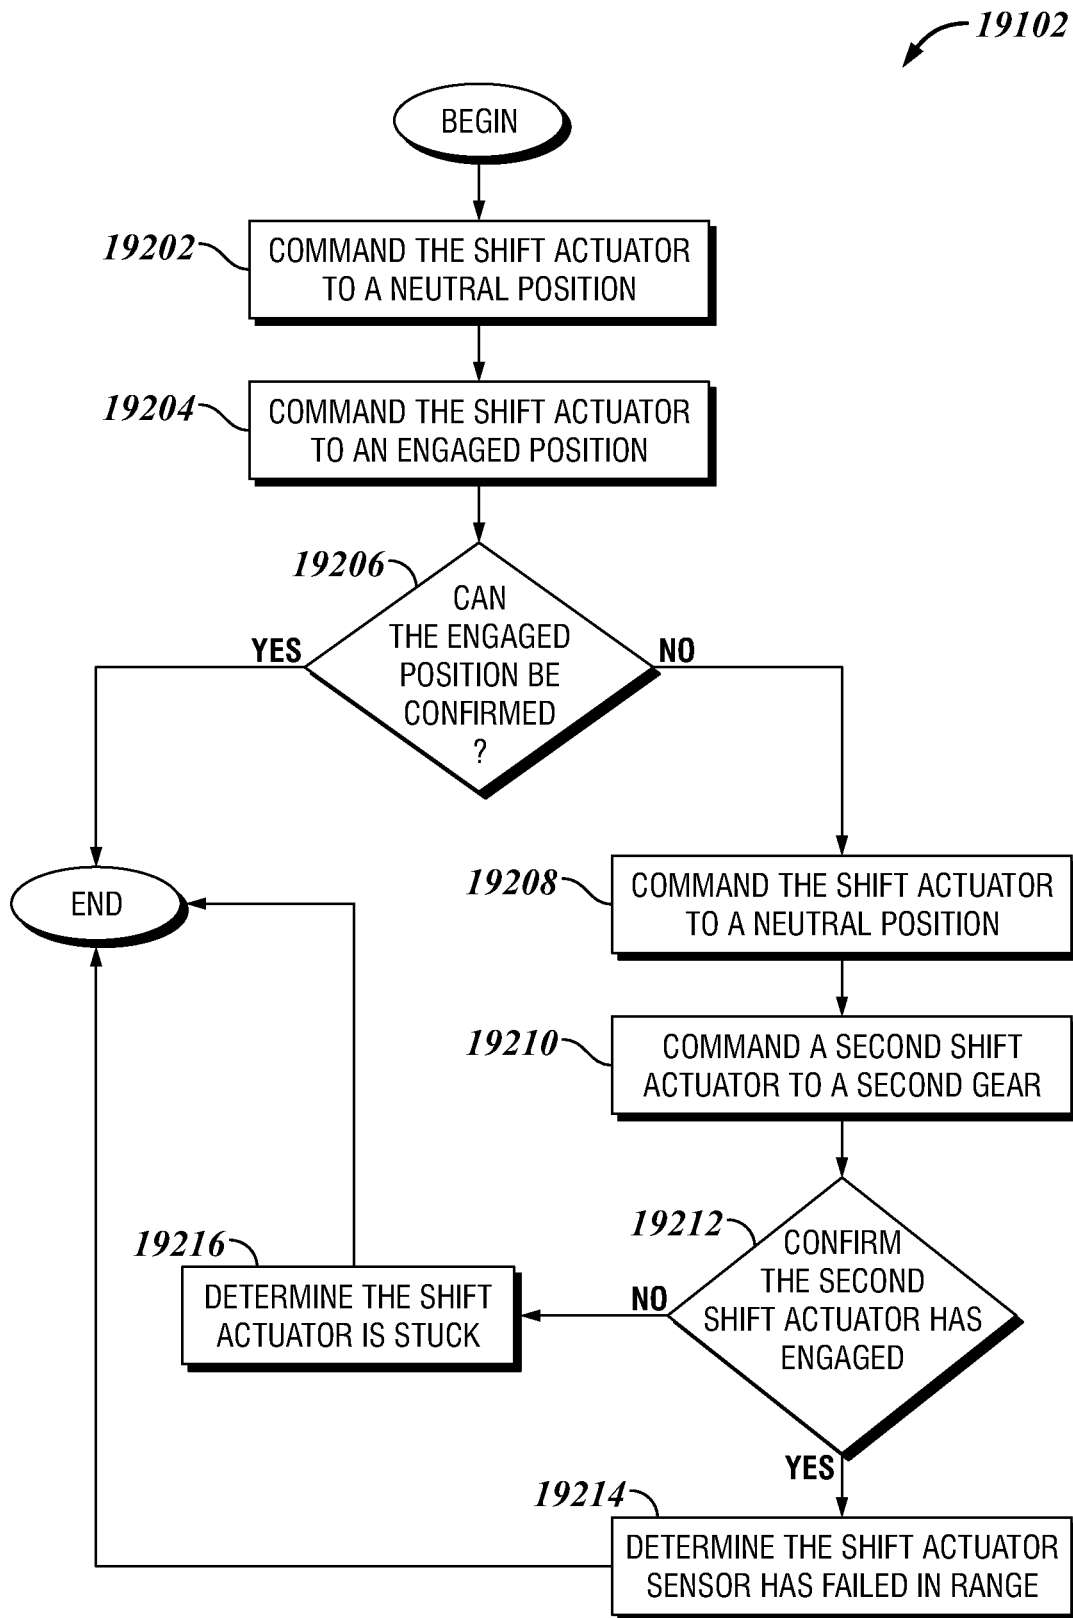 19102
BEGIN
19202
COMMAND THE SHIFT ACTUATOR
TO A NEUTRAL POSITION
19204
COMMAND THE SHIFT ACTUATOR
TO AN ENGAGED POSITION
19206
CAN
THE ENGAGED
POSITION BE
CONFIRMED
?
YES
NO
END
19208
COMMAND THE SHIFT ACTUATOR
TO A NEUTRAL POSITION
19210
COMMAND A SECOND SHIFT
ACTUATOR TO A SECOND GEAR
19212
CONFIRM
THE SECOND
SHIFT ACTUATOR HAS
ENGAGED
NO
19216
DETERMINE THE SHIFT
ACTUATOR IS STUCK
YES
19214
DETERMINE THE SHIFT ACTUATOR
SENSOR HAS FAILED IN RANGE